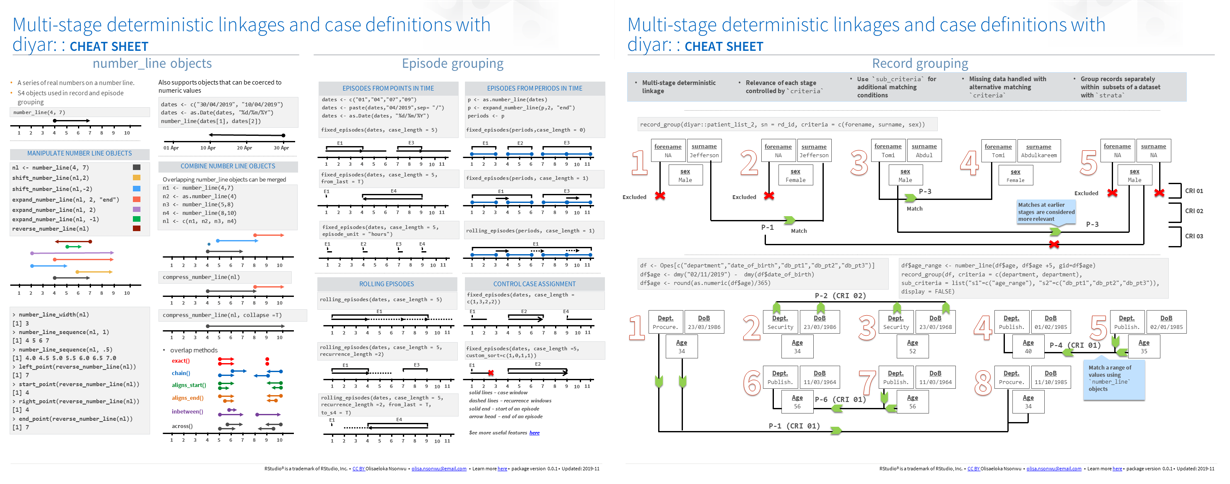 Multi-stage deterministic linkages and case definitions with
diyar: : CHEAT SHEET
number_line objects
• A series of real numbers on a number line.
• S4 objects used in record and episode
grouping
number_line(4, 7)
1 2 3 4 5 6 7 8 9 10
MANIPULATE NUMBER LINE OBJECTS
nl <- number_line(4, 7)
shift_number_line(nl,2)
shift_number_line(nl,-2)
expand_number_line(nl, 2, "end")
expand_number_line(nl, 2)
expand_number_line(nl, -1)
reverse_number_line(nl)
1 2 3 4 5 6 7 8 9 10
> number_line_width(nl)
[1] 3
> number_line_sequence(nl, 1)
[1] 4 5 6 7
> number_line_sequence(nl, .5)
[1] 4.0 4.5 5.0 5.5 6.0 6.5 7.0
> left_point(reverse_number_line(nl))
[1] 7
> start_point(reverse_number_line(nl))
[1] 4
> right_point(reverse_number_line(nl))
[1] 4
> end_point(reverse_number_line(nl))
[1] 7
Also supports objects that can be coerced to
numeric values
dates <- c("30/04/2019", "10/04/2019")
dates <- as.Date(dates, "%d/%m/%Y")
number_line(dates[1], dates[2])
01 Apr 10 Apr 30 Apr
COMBINE NUMBER LINE OBJECTS
Overlapping number_line objects can be merged
n1 <- number_line(4,7)
n2 <- as.number_line(4)
n3 <- number_line(5,8)
n4 <- number_line(8,10)
nl <- c(n1, n2, n3, n4)
1 2 3 4 5 6 7 8 9 10
compress_number_line(nl)
1 2 3 4 5 6 7 8 9 10
compress_number_line(nl, collapse =T)
1 2 3 4 5 6 7 8 9 10
• overlap methods
exact()
chain()
aligns_start()
aligns_end()
inbetween()
across()
1 2 3 4 5 6 7 8 9 10
Episode grouping
EPISODES FROM POINTS IN TIME
dates <- c("01","04","07","09")
dates <- paste(dates,"04/2019",sep= "/")
dates <- as.Date(dates, "%d/%m/%Y")
fixed_episodes(dates, case_length = 5)
E1 E3
1 2 3 4 5 6 7 8 9 10 11
fixed_episodes(dates, case_length = 5,
from_last = T)
E1 E4
1 2 3 4 5 6 7 8 9 10 11
fixed_episodes(dates, case_length = 5,
episode_unit = "hours")
E1 E2 E3 E4
1 2 3 4 5 6 7 8 9 10 11
ROLLING EPISODES
rolling_episodes(dates, case_length = 5)
E1
1 2 3 4 5 6 7 8 9 10 11
rolling_episodes(dates, case_length = 5,
recurrence_length =2)
E1 E4
1 2 3 4 5 6 7 8 9 10 11
rolling_episodes(dates, case_length = 5,
recurrence_length =2, from_last = T,
to_s4 = T)
E1 E4
1 2 3 4 5 6 7 8 9 10 11
EPISODES FROM PERIODS IN TIME
p <- as.number_line(dates)
p <- expand_number_line(p,2, "end")
periods <- p
fixed_episodes(periods,case_length = 0)
E1 E2 E3
1 2 3 4 5 6 7 8 9 10 11
fixed_episodes(periods,case_length = 1)
E1 E3
1 2 3 4 5 6 7 8 9 10 11
rolling_episodes(periods, case_length = 1)
E1
1 2 3 4 5 6 7 8 9 10 11
CONTROL CASE ASSIGNMENT
fixed_episodes(dates, case_length =
c(1,3,2,2))
E1 E2 E3
1 2 3 4 5 6 7 8 9 10 11
fixed_episodes(dates, case_length =5,
custom_sort=c(1,0,1,1))
E1 E2
1 2 3 4 5 6 7 8 9 10 11
solid lines - case window
dashed lines - recurrence windows
solid end - start of an episode
arrow head - end of an episode
See more useful features here
RStudio® is a trademark of RStudio, Inc. • CC BY Olisaeloka Nsonwu • olisa.nsonwu@email.com • Learn more here • package version 0.0.1 • Updated: 2019-11
Multi-stage deterministic linkages and case definitions with
diyar: : CHEAT SHEET
Record grouping
• Multi-stage
deterministic
linkage
• Relevance of each stage
controlled by `criteria`
• Use `sub_criteria` for
additional matching
conditions
• Missing data handled with
alternative matching
`criteria`
• Group records separately
within subsets of a dataset
with `strata`
record_group(diyar::patient_list_2, sn = rd_id, criteria = c(forename, surname, sex))
1 forename NA surname Jefferson sex Male
2 forename NA surname Jefferson sex Female
3 forename Tomi surname Abdul sex Male
4 forename Tomi surname Abdulkareem sex Female
5 forename NA surname NA sex Male
Excluded
Excluded
Excluded
P-3
Match
Matches at earlier
stages are considered
more relevant
P-3
P-1
Match
CRI 01
CRI 02
CRI 03
df <- Opes[c("department","date_of_birth","db_pt1","db_pt2","db_pt3")]
df$age <- dmy("02/11/2019") - dmy(df$date_of_birth)
df$age <- round(as.numeric(df$age)/365)
df$age_range <- number_line(df$age, df$age +5, gid=df$age)
record_group(df, criteria = c(department, department),
sub_criteria = list("s1"=c("age_range"), "s2"=c("db_pt1","db_pt2","db_pt3")),
display = FALSE)
P-2 (CRI 02)
1 Dept. Procure. DoB 23/03/1986 Age 34
2 Dept. Security DoB 23/03/1986 Age 34
3 Dept. Security DoB 23/03/1968 Age 52
4 Dept. Publish. DoB 01/02/1985 Age 40
5 Dept. Publish. DoB 02/01/1985 Age 35
P-4 (CRI 01)
Match a range of
values using
`number_line`
objects
6 Dept. Publish. DoB 11/03/1964 Age 56
7 Dept. Publish. DoB 11/03/1964 Age 56
8 Dept. Procure. DoB 11/10/1985 Age 34
P-6 (CRI 01)
P-1 (CRI 01)
RStudio® is a trademark of RStudio, Inc. • CC BY Olisaeloka Nsonwu • olisa.nsonwu@email.com • Learn more here • package version 0.0.1 • Updated: 2019-11